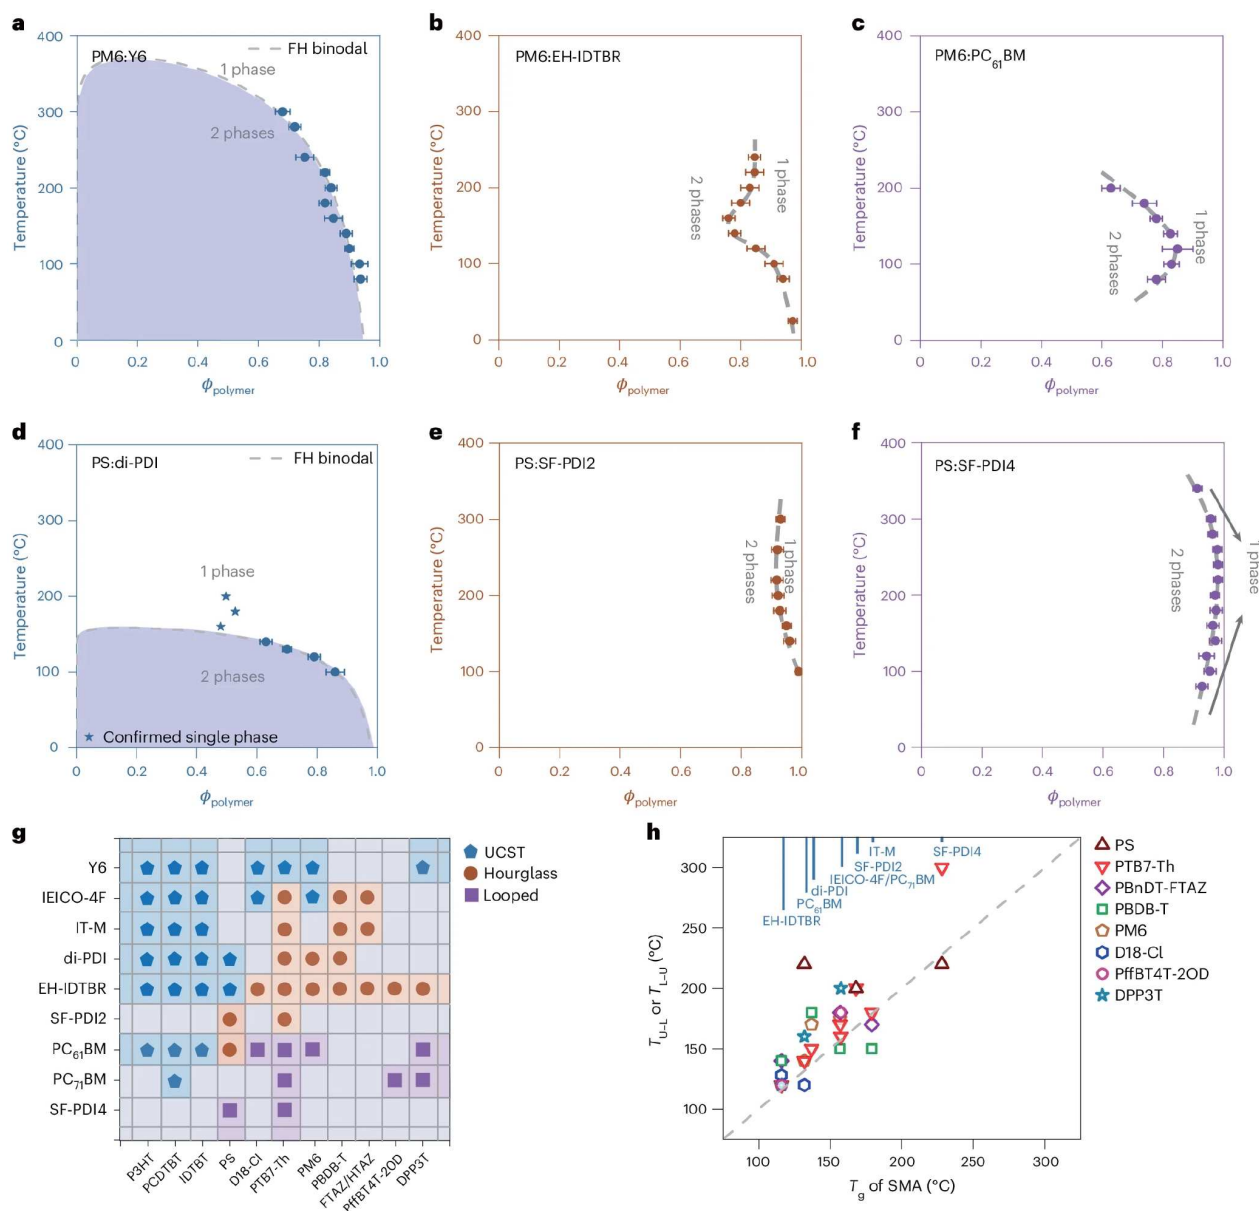 a
PM6:Y6
FH binodal
1 phase
2 phases
400
300
200
100
0
0
0.2
0.4
0.6
0.8
1.0
Temperature (°C)
ϕpolymer
b
PM6:EH-IDTBR
1 phase
2 phases
400
300
200
100
0
0
0.2
0.4
0.6
0.8
1.0
Temperature (°C)
ϕpolymer
c
PM6:PC61BM
1 phase
2 phases
400
300
200
100
0
0
0.2
0.4
0.6
0.8
1.0
Temperature (°C)
ϕpolymer
d
PS:di-PDI
FH binodal
1 phase
2 phases
★ Confirmed single phase
400
300
200
100
0
0
0.2
0.4
0.6
0.8
1.0
Temperature (°C)
ϕpolymer
e
PS:SF-PDI2
1 phase
2 phases
400
300
200
100
0
0
0.2
0.4
0.6
0.8
1.0
Temperature (°C)
ϕpolymer
f
PS:SF-PDI4
2 phases
1 phase
400
300
200
100
0
0
0.2
0.4
0.6
0.8
1.0
Temperature (°C)
ϕpolymer
g
Y6
IEICO-4F
IT-M
di-PDI
EH-IDTBR
SF-PDI2
PC61BM
PC71BM
SF-PDI4
P3HT
PCDTBT
IDTBT
PS
D18-Cl
PTB7-Th
PM6
PBDB-T
FTAZ/HTAZ
PffBT4T-2OD
DPP3T
UCST
Hourglass
Looped
h
IT-M
SF-PDI4
SF-PDI2
IEICO-4F/PC71BM
di-PDI
PC61BM
EH-IDTBR
300
250
200
150
100
100
150
200
250
300
TU–L or TL–U (°C)
Tg of SMA (°C)
PS
PTB7-Th
PBnDT-FTAZ
PBDB-T
PM6
D18-Cl
PffBT4T-2OD
DPP3T